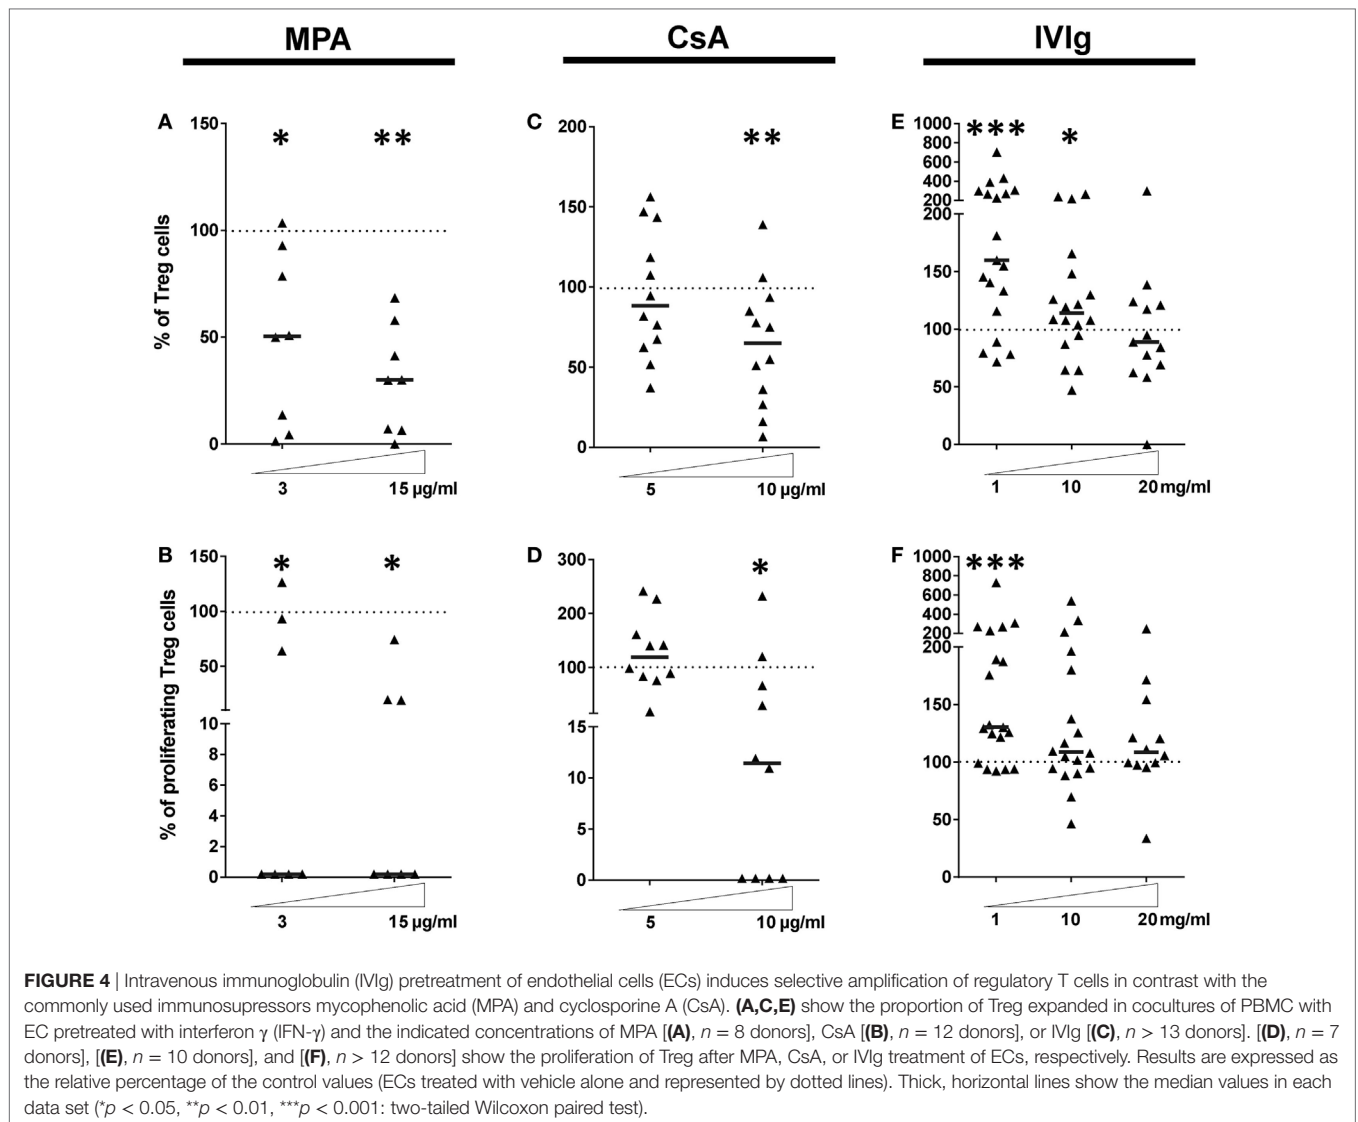 MPA
CsA
IVIg
A
% of Treg cells
150
100
50
0
* **
3 15 µg/ml
C
200
150
100
50
0
**
5 10 µg/ml
E
1000
800
600
400
200
200
150
100
50
0
*** *
1 10 20 mg/ml
B
% of proliferating Treg cells
150
100
50
10
8
6
4
2
0
* *
3 15 µg/ml
D
300
200
100
15
10
5
0
*
5 10 µg/ml
F
1000
800
600
400
200
200
150
100
50
0
***
1 10 20 mg/ml
FIGURE 4 | Intravenous immunoglobulin (IVIg) pretreatment of endothelial cells (ECs) induces selective amplification of regulatory T cells in contrast with the
commonly used immunosupressors mycophenolic acid (MPA) and cyclosporine A (CsA). (A,C,E) show the proportion of Treg expanded in cocultures of PBMC with
EC pretreated with interferon γ (IFN-γ) and the indicated concentrations of MPA [(A), n = 8 donors], CsA [(B), n = 12 donors], or IVIg [(C), n > 13 donors]. [(D), n = 7
donors], [(E), n = 10 donors], and [(F), n > 12 donors] show the proliferation of Treg after MPA, CsA, or IVIg treatment of ECs, respectively. Results are expressed as
the relative percentage of the control values (ECs treated with vehicle alone and represented by dotted lines). Thick, horizontal lines show the median values in each
data set (*p < 0.05, **p < 0.01, ***p < 0.001: two-tailed Wilcoxon paired test).